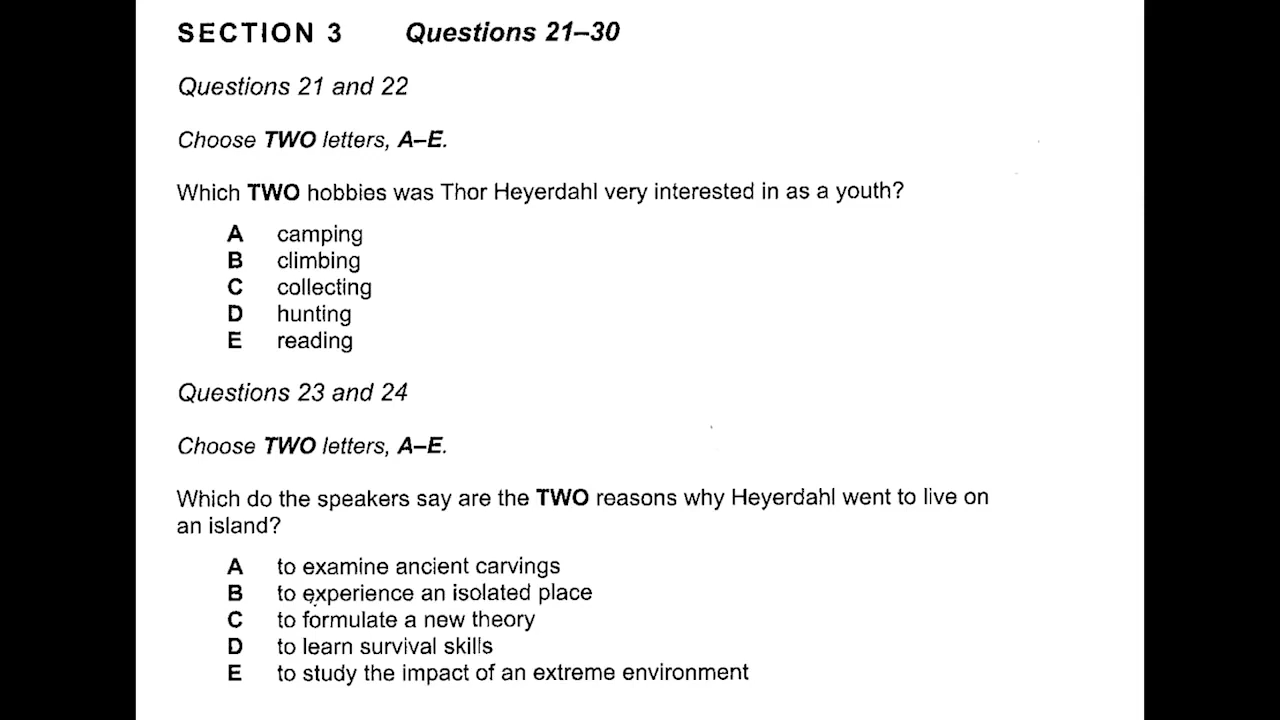 SECTION 3 Questions 21–30
Questions 21 and 22
Choose TWO letters, A–E.
Which TWO hobbies was Thor Heyerdahl very interested in as a youth?
A camping
B climbing
C collecting
D hunting
E reading
Questions 23 and 24
Choose TWO letters, A–E.
Which do the speakers say are the TWO reasons why Heyerdahl went to live on
an island?
A to examine ancient carvings
B to experience an isolated place
C to formulate a new theory
D to learn survival skills
E to study the impact of an extreme environment